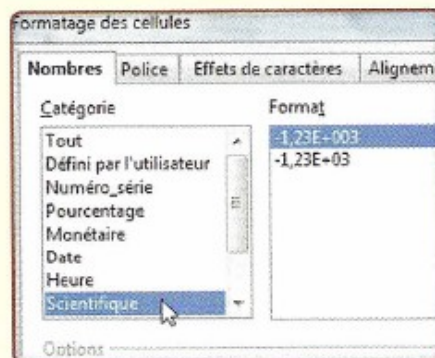 Formatage des cellules
Nombres Police Effets de caractères Alignem
Catégorie
Format
Tout
Défini par l'utilisateur
Numéro_série
Pourcentage
Monétaire
Date
Heure
Scientifique
-1,23E+003
-1,23E+03
Options